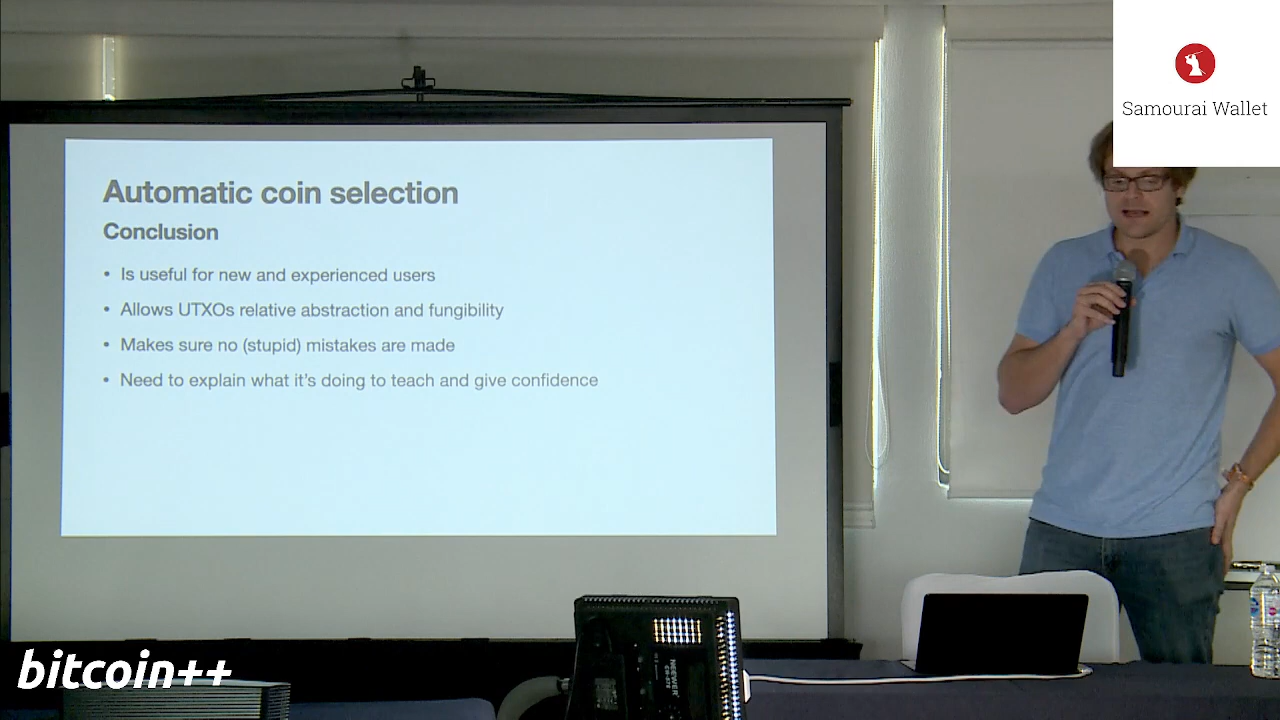 Samourai Wallet
Automatic coin selection
Conclusion
• Is useful for new and experienced users
• Allows UTXOs relative abstraction and fungibility
• Makes sure no (stupid) mistakes are made
• Need to explain what it's doing to teach and give confidence
NEEWER
bitcoin++